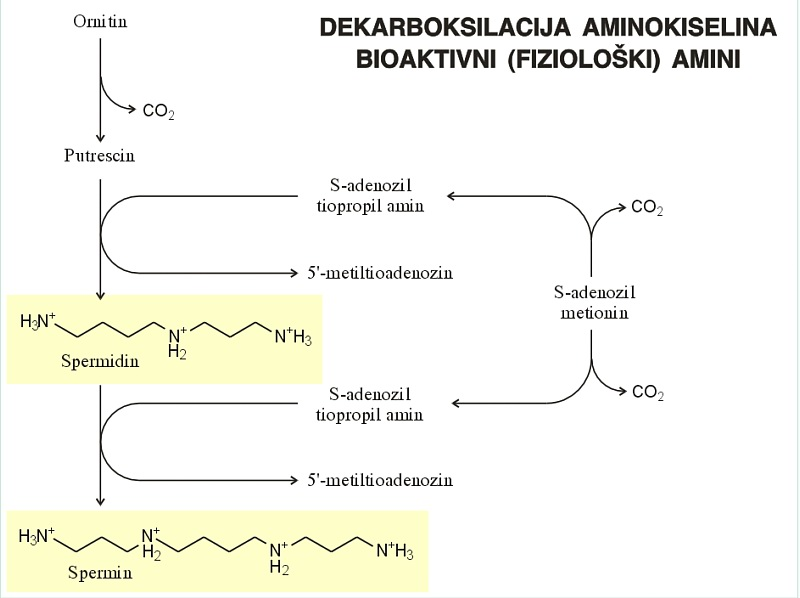 DEKARBOKSILACIJA AMINOKISELINA
BIOAKTIVNI (FIZIOLOŠKI) AMINI
Ornitin
CO2
Putrescin
S-adenozil
tiopropil amin
CO2
5'-metiltioadenozin
S-adenozil
metionin
H3N+
N+
H2
N+H3
Spermidin
S-adenozil
tiopropil amin
CO2
5'-metiltioadenozin
H3N+
N+
H2
N+
H2
N+H3
Spermin